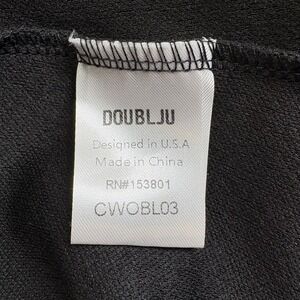 DOUBLJU
Designed in U.S.A
Made in China
RN#153801
CWOBL03